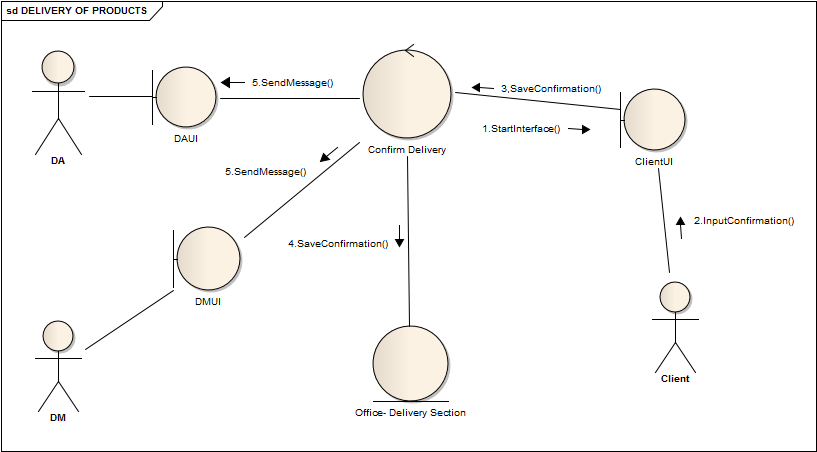 sd DELIVERY OF PRODUCTS
5.SendMessage()
3,SaveConfirmation()
1.StartInterface()
DAUI
Confirm Delivery
ClientUI
DA
5.SendMessage()
2.InputConfirmation()
4.SaveConfirmation()
DMUI
Client
Office- Delivery Section
DM